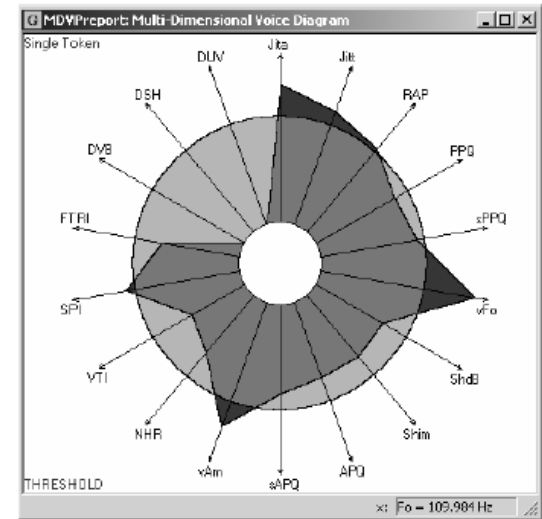 MDVPreport: Multi-Dimensional Voice Diagram
Single Token
Jita
Jitt
RAP
PPQ
sPPQ
vFo
ShdB
Shim
APQ
sAPQ
vAm
NHR
VTI
SPI
FTRI
DVB
DSH
DUV
THRESHOLD
x: Fo = 109.984 Hz